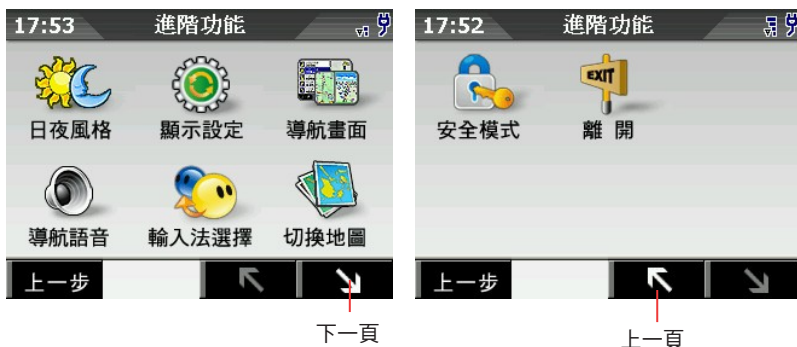 17:53 進階功能
日夜風格 顯示設定 導航畫面
導航語音 輸入法選擇 切換地圖
上一步
下一頁
17:52 進階功能
EXIT
安全模式 離 開
上一步
上一頁